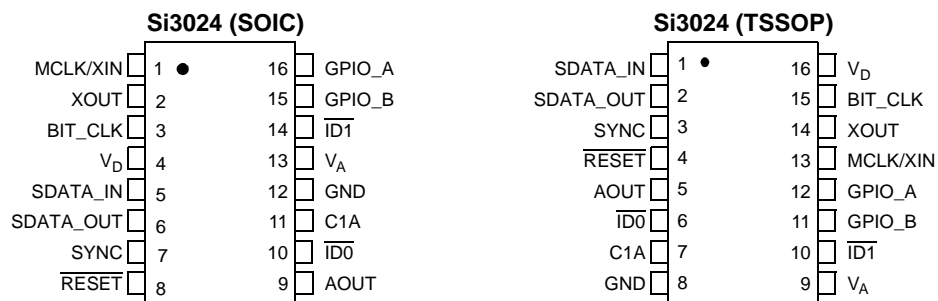 Si3024 (SOIC)
MCLK/XIN 1 16 GPIO_A
XOUT 2 15 GPIO_B
BIT_CLK 3 14 ID1
VD 4 13 VA
SDATA_IN 5 12 GND
SDATA_OUT 6 11 C1A
SYNC 7 10 ID0
RESET 8 9 AOUT
Si3024 (TSSOP)
SDATA_IN 1 16 VD
SDATA_OUT 2 15 BIT_CLK
SYNC 3 14 XOUT
RESET 4 13 MCLK/XIN
AOUT 5 12 GPIO_A
ID0 6 11 GPIO_B
C1A 7 10 ID1
GND 8 9 VA